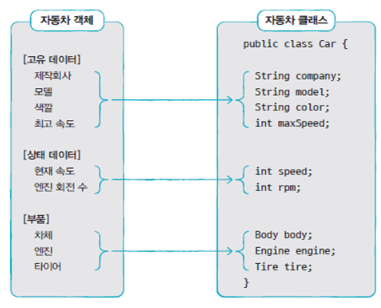 자동차 객체
[고유 데이터]
제작회사
모델
색깔
최고 속도
[상태 데이터]
현재 속도
엔진 회전 수
[부품]
차체
엔진
타이어
자동차 클래스
public class Car {
String company;
String model;
String color;
int maxSpeed;
int speed;
int rpm;
Body body;
Engine engine;
Tire tire;
}